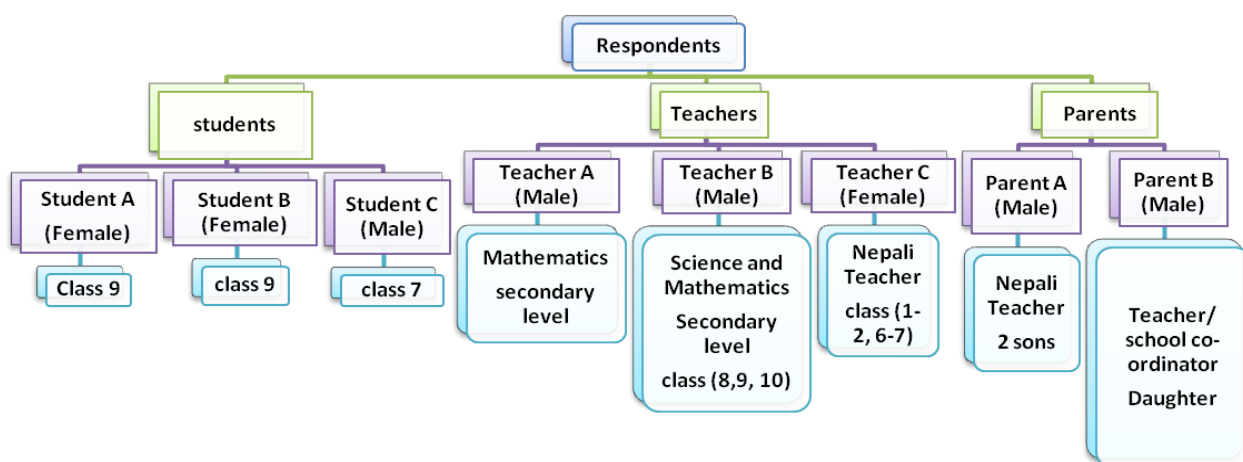 Respondents
students
Teachers
Parents
Student A
(Female)
Student B
(Female)
Student C
(Male)
Teacher A
(Male)
Teacher B
(Male)
Teacher C
(Female)
Parent A
(Male)
Parent B
(Male)
Class 9
class 9
class 7
Mathematics
secondary
level
Science and
Mathematics
Secondary
level
class (8,9, 10)
Nepali
Teacher
class (1-
2, 6-7)
Nepali
Teacher
2 sons
Teacher/
school co-
ordinator
Daughter